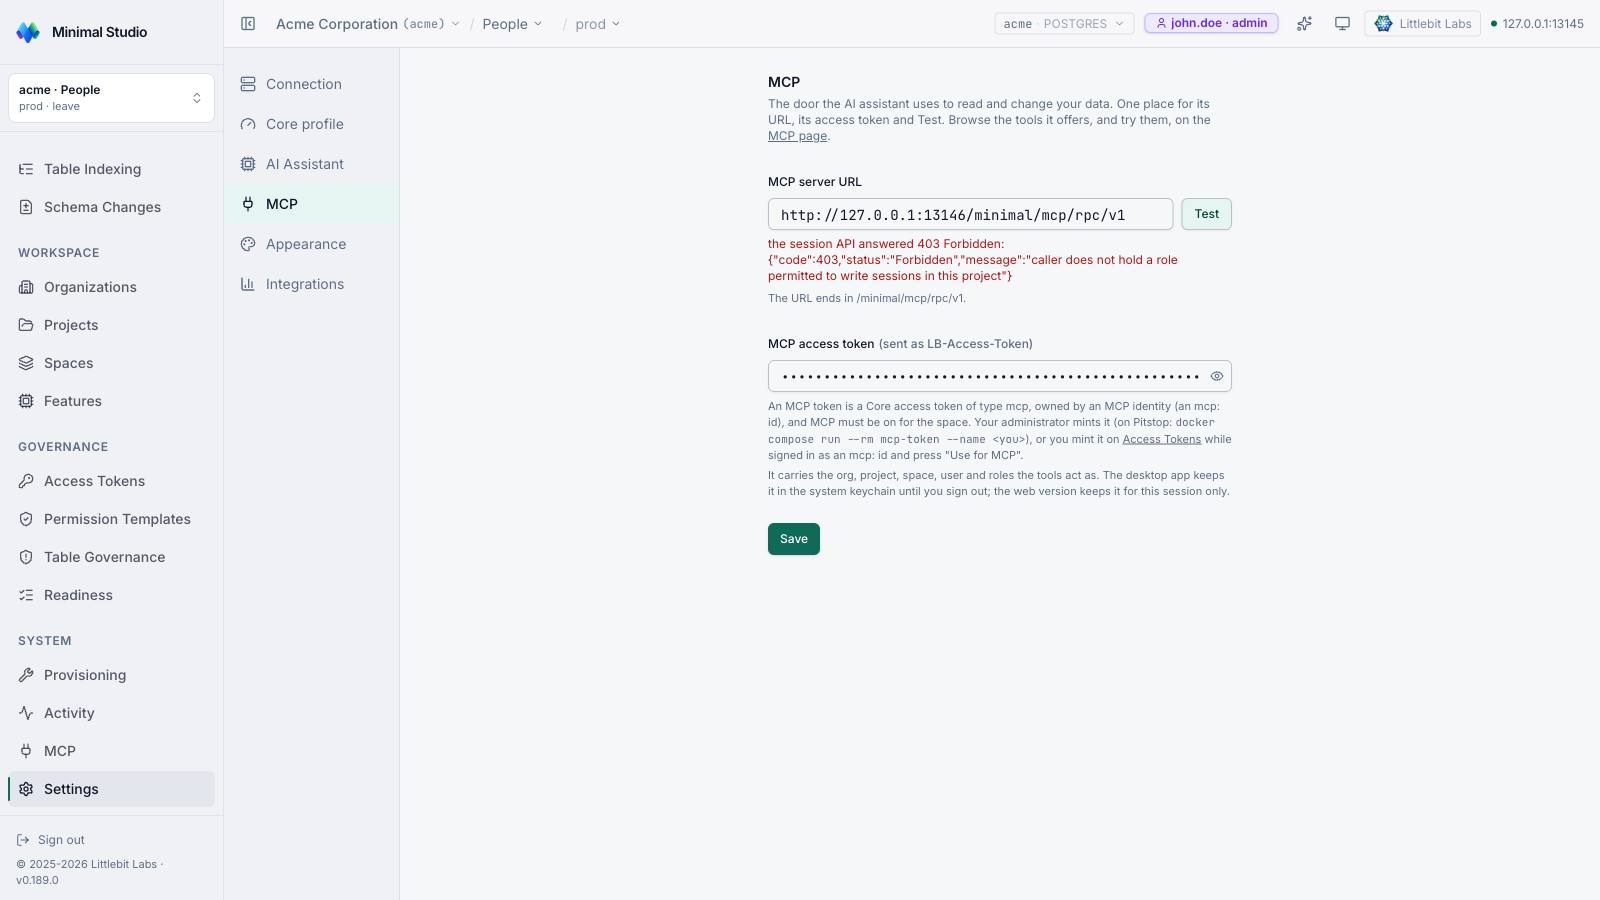 Minimal Studio
acme · People
prod · leave
Table Indexing
Schema Changes
WORKSPACE
Organizations
Projects
Spaces
Features
GOVERNANCE
Access Tokens
Permission Templates
Table Governance
Readiness
SYSTEM
Provisioning
Activity
MCP
Settings
Sign out
© 2025-2026 Littlebit Labs ·
v0.189.0
Acme Corporation (acme) / People / prod
acme · POSTGRES
john.doe · admin
Littlebit Labs
127.0.0.1:13145
Connection
Core profile
AI Assistant
MCP
Appearance
Integrations
MCP
The door the AI assistant uses to read and change your data. One place for its
URL, its access token and Test. Browse the tools it offers, and try them, on the
MCP page.
MCP server URL
http://127.0.0.1:13146/minimal/mcp/rpc/v1
Test
the session API answered 403 Forbidden:
{"code":403,"status":"Forbidden","message":"caller does not hold a role
permitted to write sessions in this project"}
The URL ends in /minimal/mcp/rpc/v1.
MCP access token (sent as LB-Access-Token)
An MCP token is a Core access token of type mcp, owned by an MCP identity (an mcp:
id), and MCP must be on for the space. Your administrator mints it (on Pitstop: docker
compose run --rm mcp-token --name <you>), or you mint it on Access Tokens while
signed in as an mcp: id and press "Use for MCP".
It carries the org, project, space, user and roles the tools act as. The desktop app keeps
it in the system keychain until you sign out; the web version keeps it for this session only.
Save